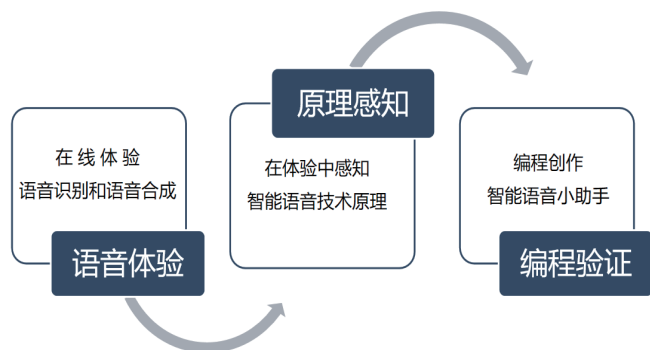 在线体验
语音识别和语音合成
语音体验
原理感知
在体验中感知
智能语音技术原理
编程创作
智能语音小助手
编程验证